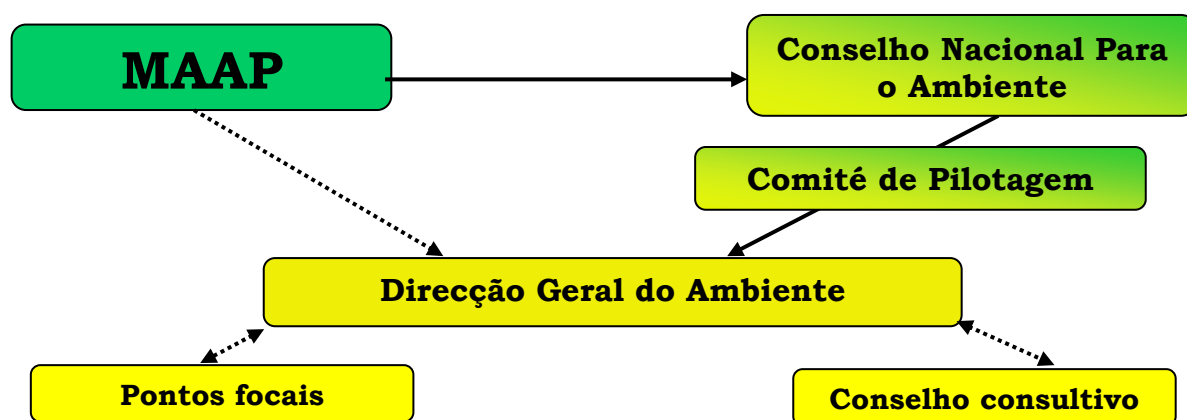 MAAP
Conselho Nacional Para
o Ambiente
Comité de Pilotagem
Direcção Geral do Ambiente
Pontos focais
Conselho consultivo